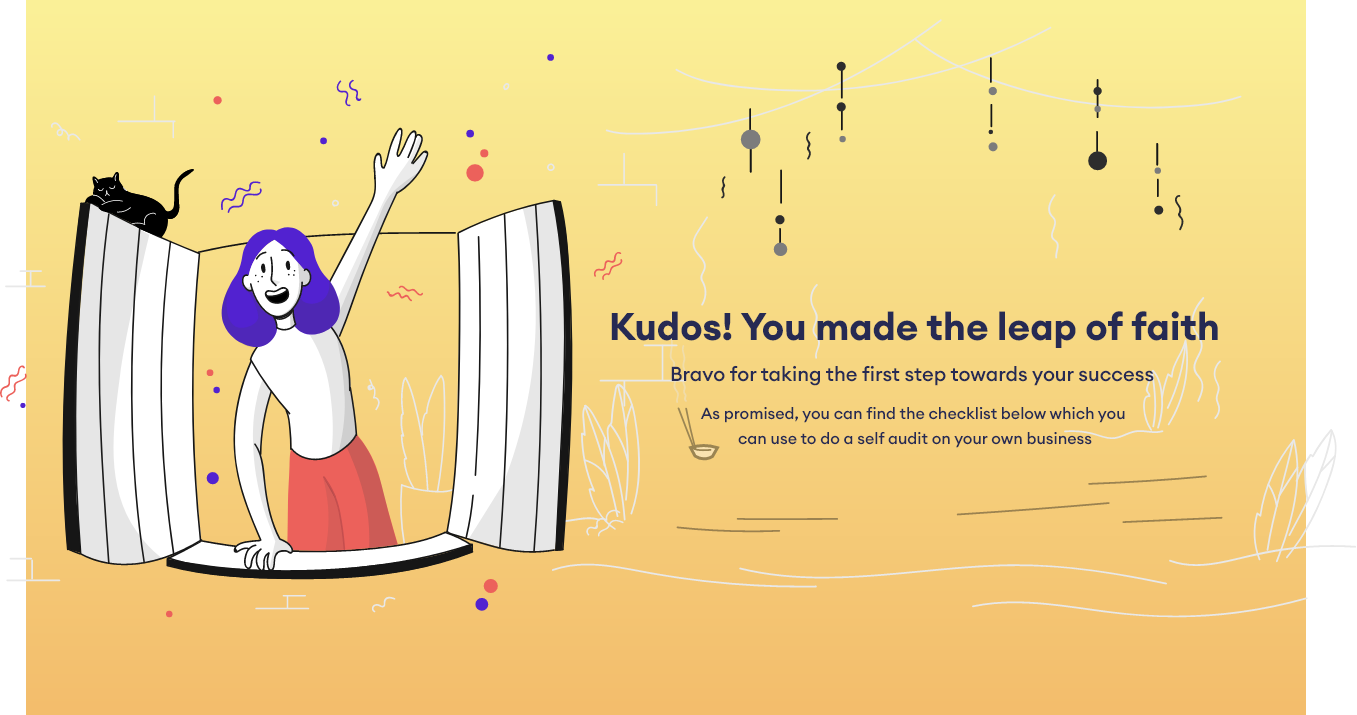 Kudos! You made the leap of faith
Bravo for taking the first step towards your success
As promised, you can find the checklist below which you
can use to do a self audit on your own business